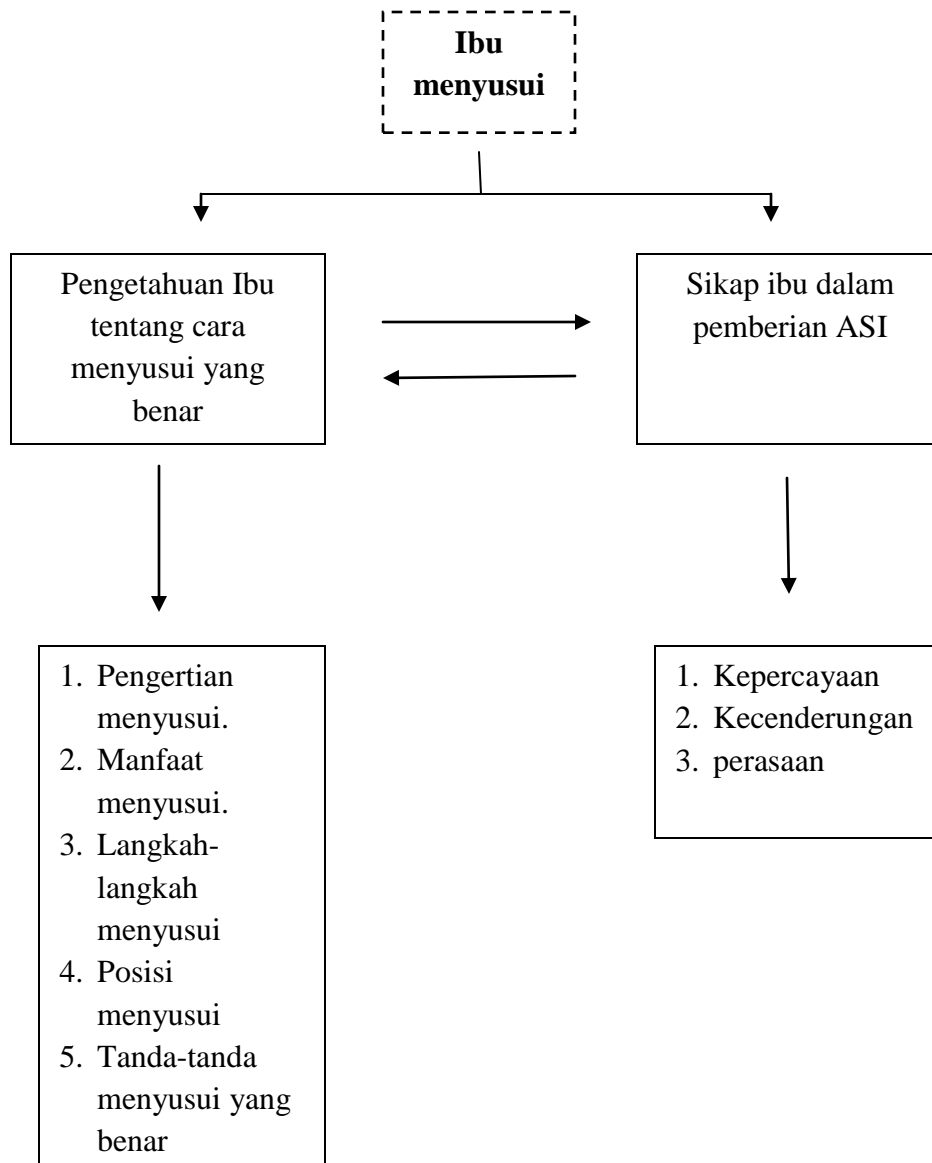 Ibu
menyusui
Pengetahuan Ibu
tentang cara
menyusui yang
benar
Sikap ibu dalam
pemberian ASI
1. Pengertian
menyusui.
2. Manfaat
menyusui.
3. Langkah-
langkah
menyusui
4. Posisi
menyusui
5. Tanda-tanda
menyusui yang
benar
1. Kepercayaan
2. Kecenderungan
3. perasaan